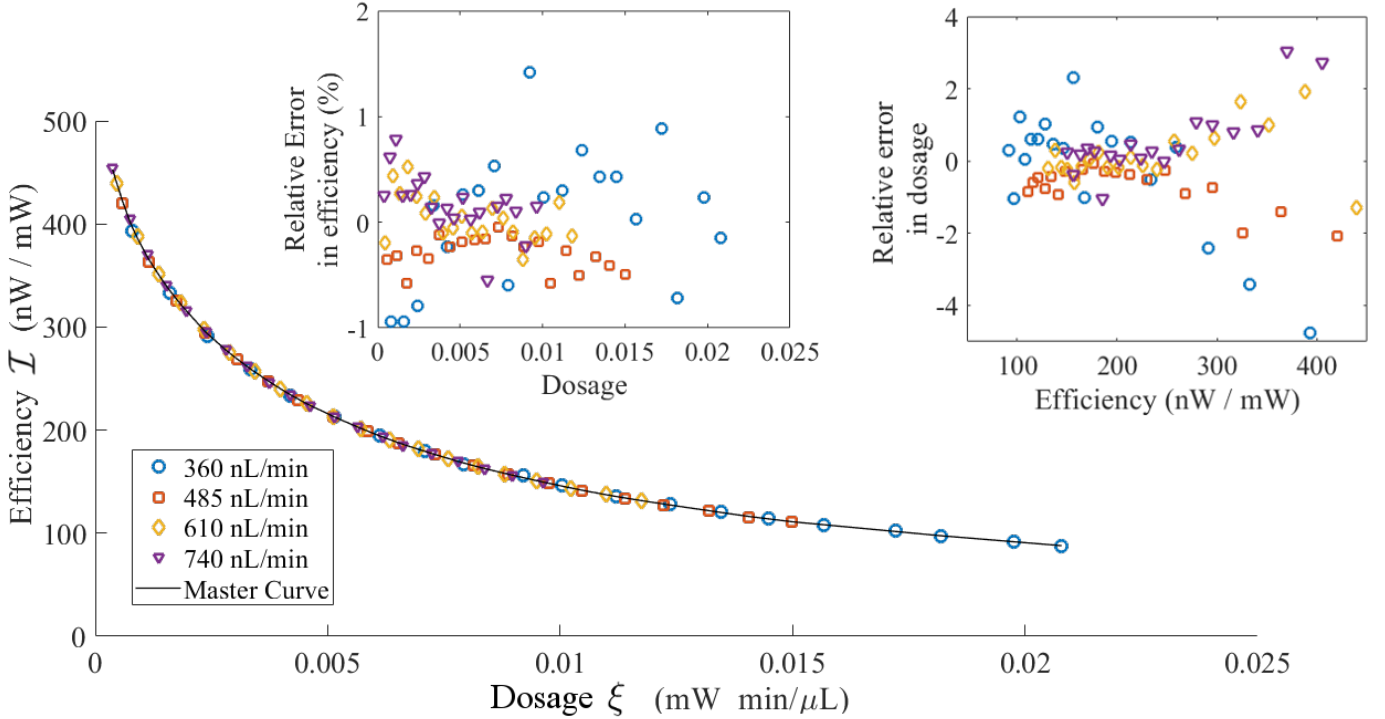 Efficiency ℐ (nW / mW)
500
400
300
200
100
0
0
0.005
0.01
0.015
0.02
0.025
Dosage ξ (mW min/μL)
360 nL/min
485 nL/min
610 nL/min
740 nL/min
Master Curve
Relative Error
in efficiency (%)
2
1
0
-1
0
0.005
0.01
0.015
0.02
0.025
Dosage
Relative error
in dosage
4
2
0
-2
-4
100
200
300
400
Efficiency (nW / mW)